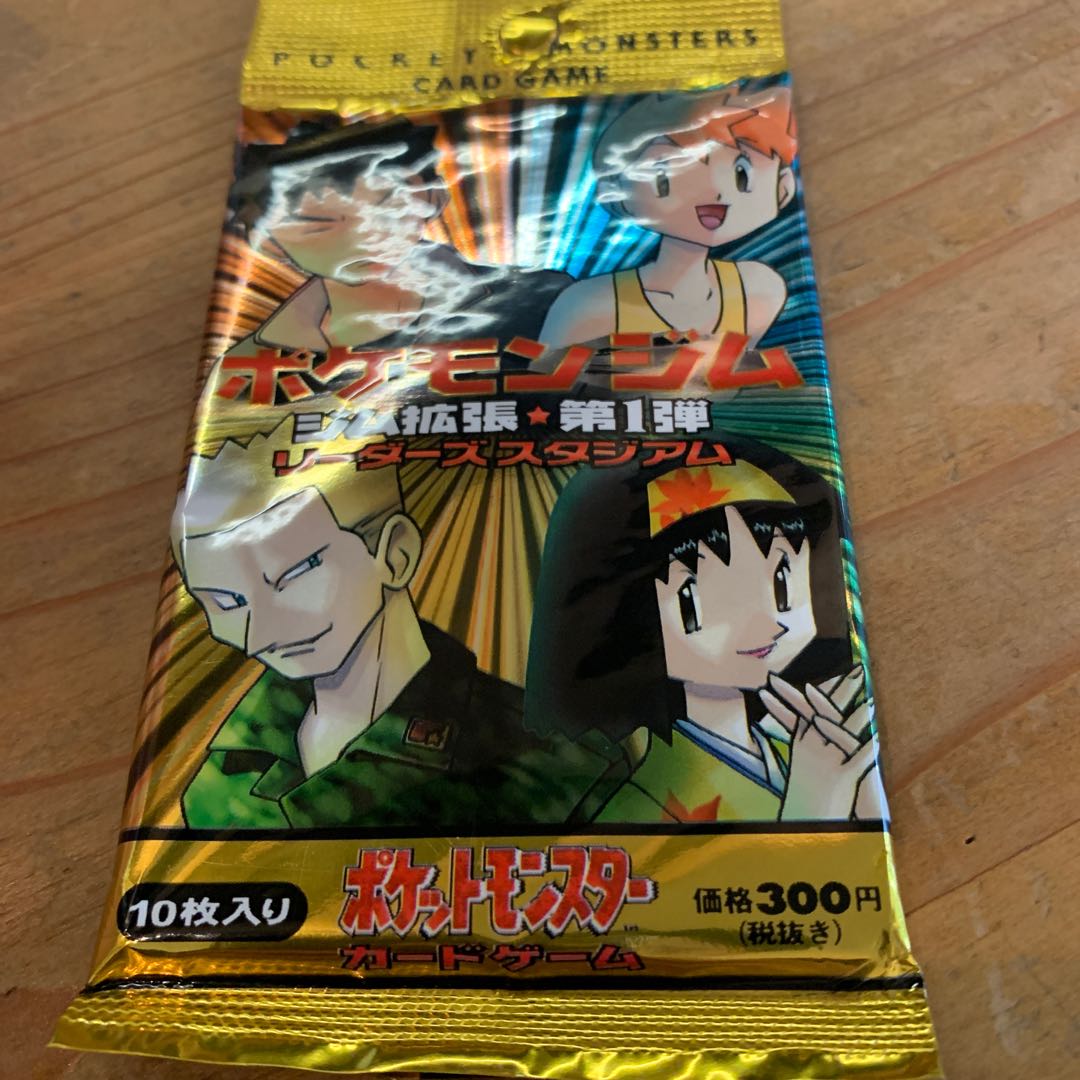 POCKET MONSTERS
CARD GAME
ポケモンジム
ジム拡張★第1弾
リーダーズスタジアム
10枚入り
ポケットモンスター
カードゲーム
価格300円
(税抜き)